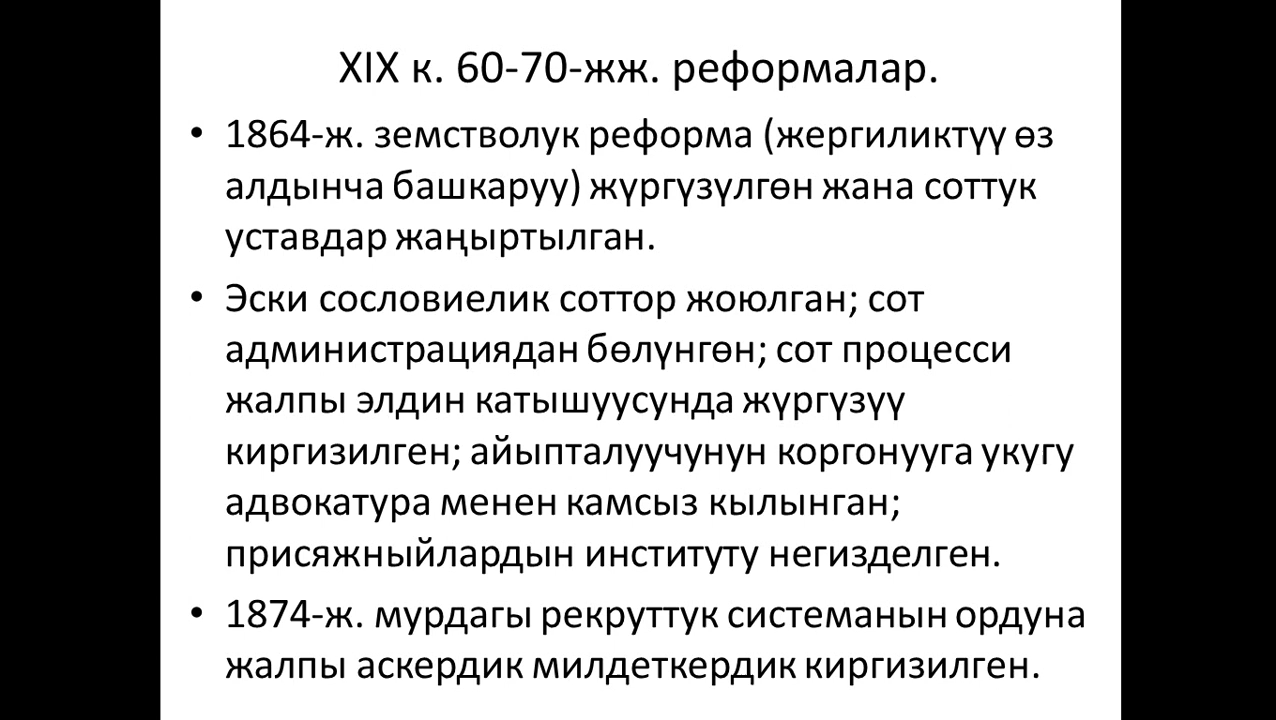 XIX к. 60-70-жж. реформалар.
• 1864-ж. земстволук реформа (жергиликтүү өз
алдынча башкаруу) жүргүзүлгөн жана соттук
уставдар жаңыртылган.
• Эски сословиелик соттор жоюлган; сот
администрациядан бөлүнгөн; сот процесси
жалпы элдин катышуусунда жүргүзүү
киргизилген; айыпталуучунун коргонууга укугу
адвокатура менен камсыз кылынган;
присяжныйлардын институту негизделген.
• 1874-ж. мурдагы рекруттук системанын ордуна
жалпы аскердик милдеткердик киргизилген.